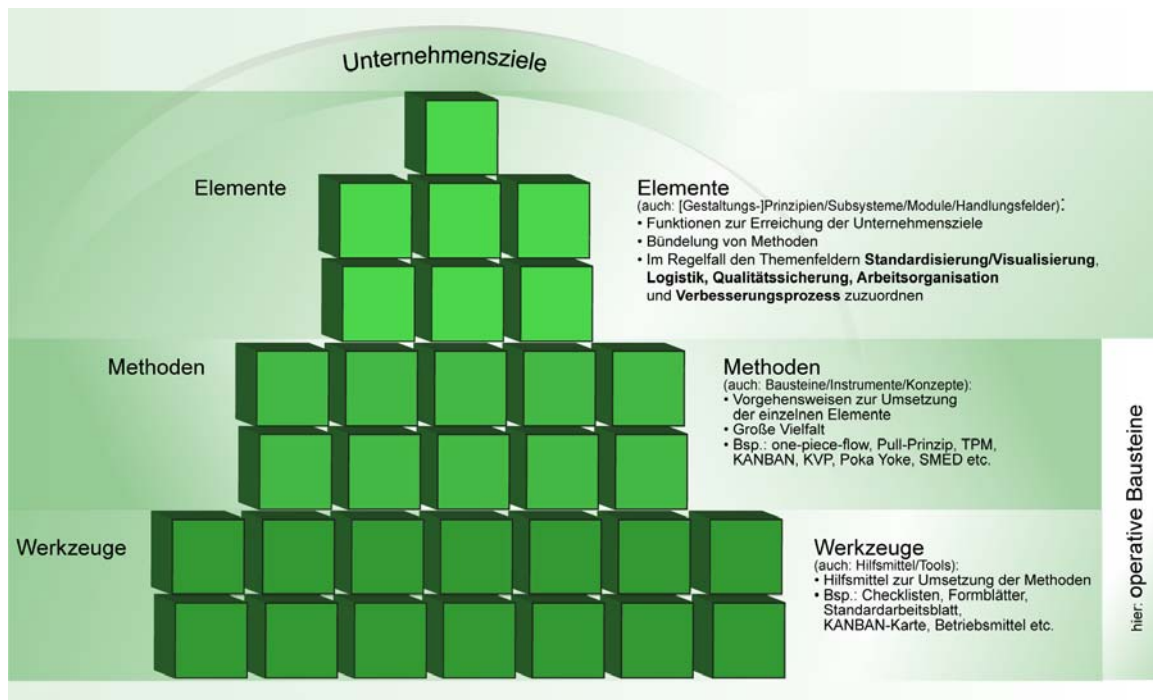 Unternehmensziele
Elemente
Elemente
(auch: [Gestaltungs-]Prinzipien/Subsysteme/Module/Handlungsfelder):
• Funktionen zur Erreichung der Unternehmensziele
• Bündelung von Methoden
• Im Regelfall den Themenfeldern Standardisierung/Visualisierung,
Logistik, Qualitätssicherung, Arbeitsorganisation
und Verbesserungsprozess zuzuordnen
Methoden
Methoden
(auch: Bausteine/Instrumente/Konzepte):
• Vorgehensweisen zur Umsetzung
der einzelnen Elemente
• Große Vielfalt
• Bsp.: one-piece-flow, Pull-Prinzip, TPM,
KANBAN, KVP, Poka Yoke, SMED etc.
Werkzeuge
Werkzeuge
(auch: Hilfsmittel/Tools):
• Hilfsmittel zur Umsetzung der Methoden
• Bsp.: Checklisten, Formblätter,
Standardarbeitsblatt,
KANBAN-Karte, Betriebsmittel etc.
hier: operative Bausteine